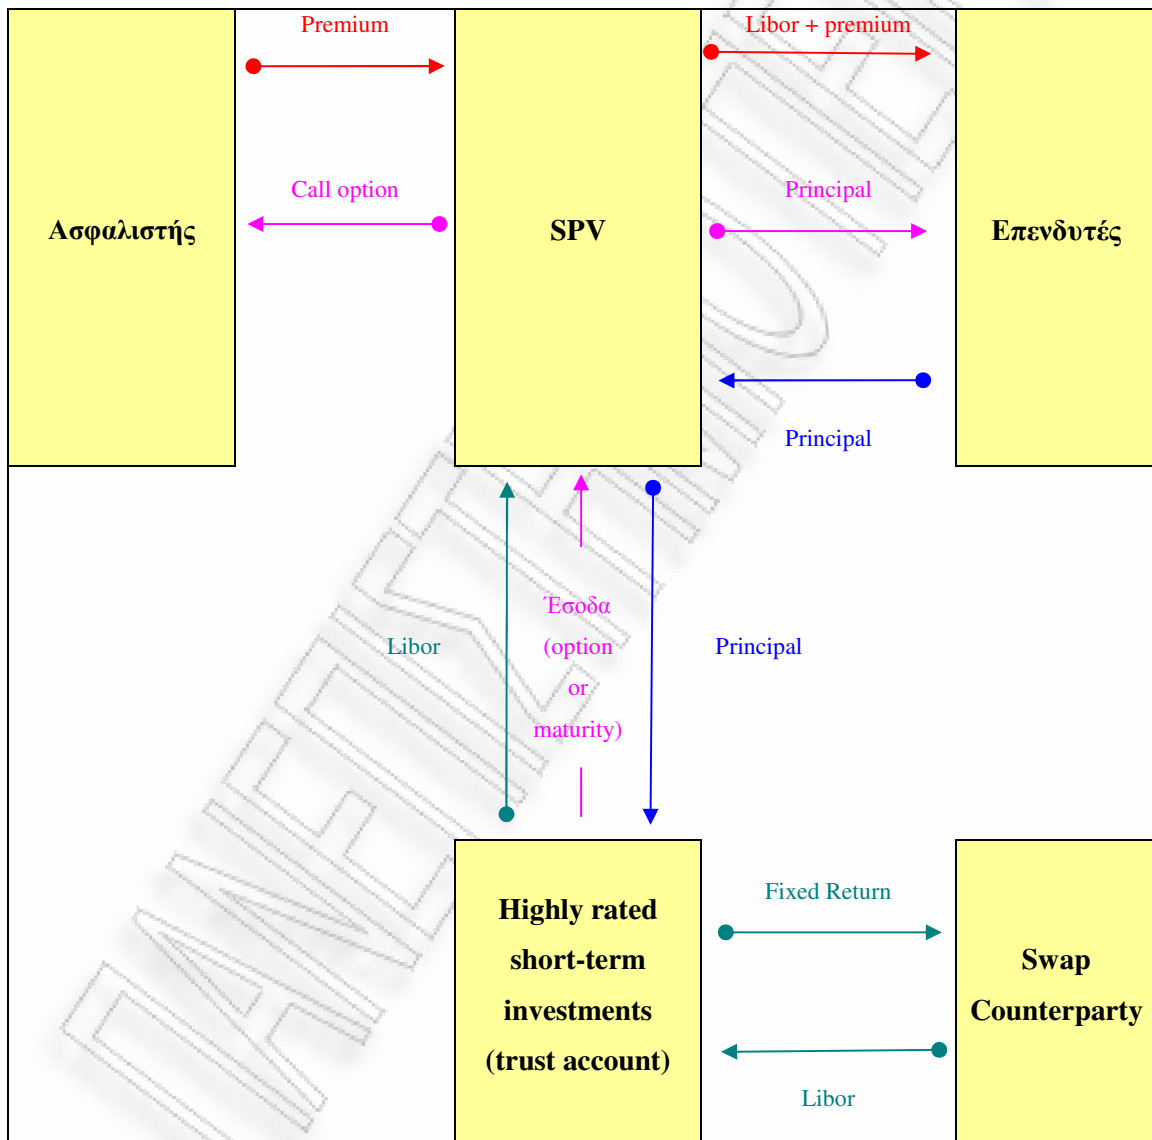 Premium
Libor + premium
Call option
Principal
Ασφαλιστής
SPV
Επενδυτές
Principal
Libor
Έσοδα
(option
or
maturity)
Principal
Highly rated
short-term
investments
(trust account)
Fixed Return
Swap
Counterparty
Libor